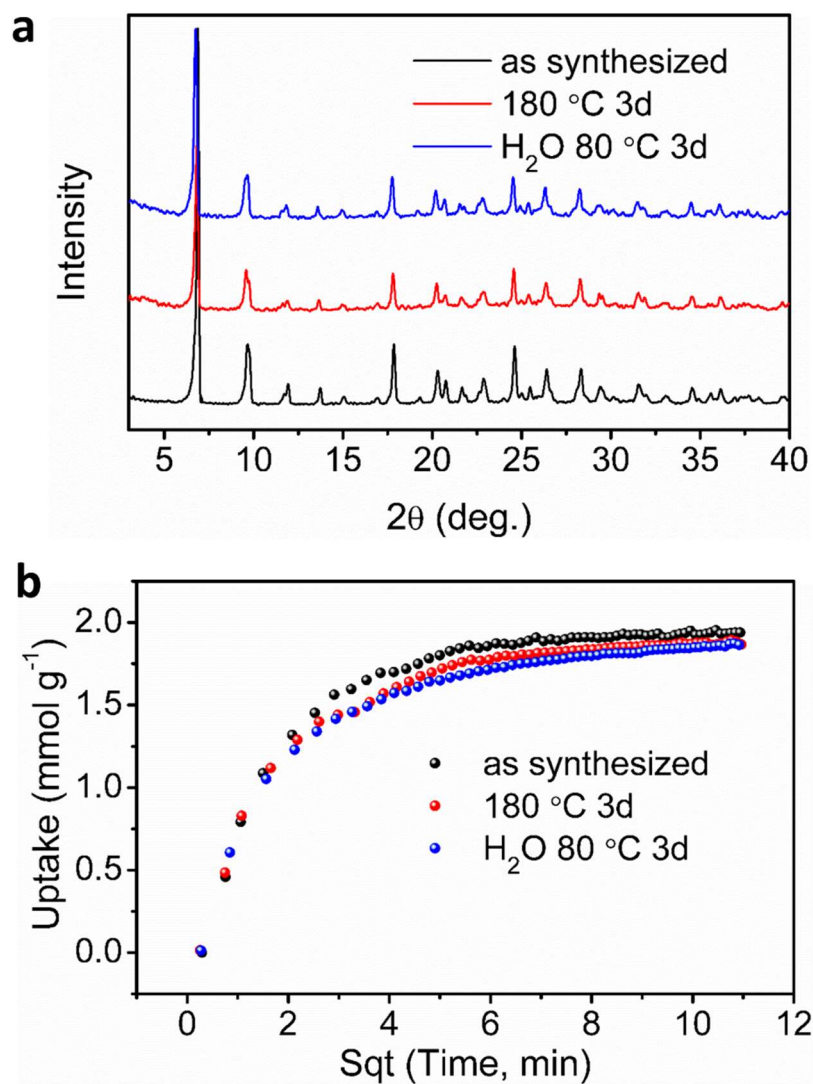 a
as synthesized
180 °C 3d
H₂O 80 °C 3d
Intensity
5 10 15 20 25 30 35 40
2θ (deg.)
b
2.0
1.5
1.0
0.5
0.0
Uptake (mmol g⁻¹)
as synthesized
180 °C 3d
H₂O 80 °C 3d
0 2 4 6 8 10 12
Sqt (Time, min)